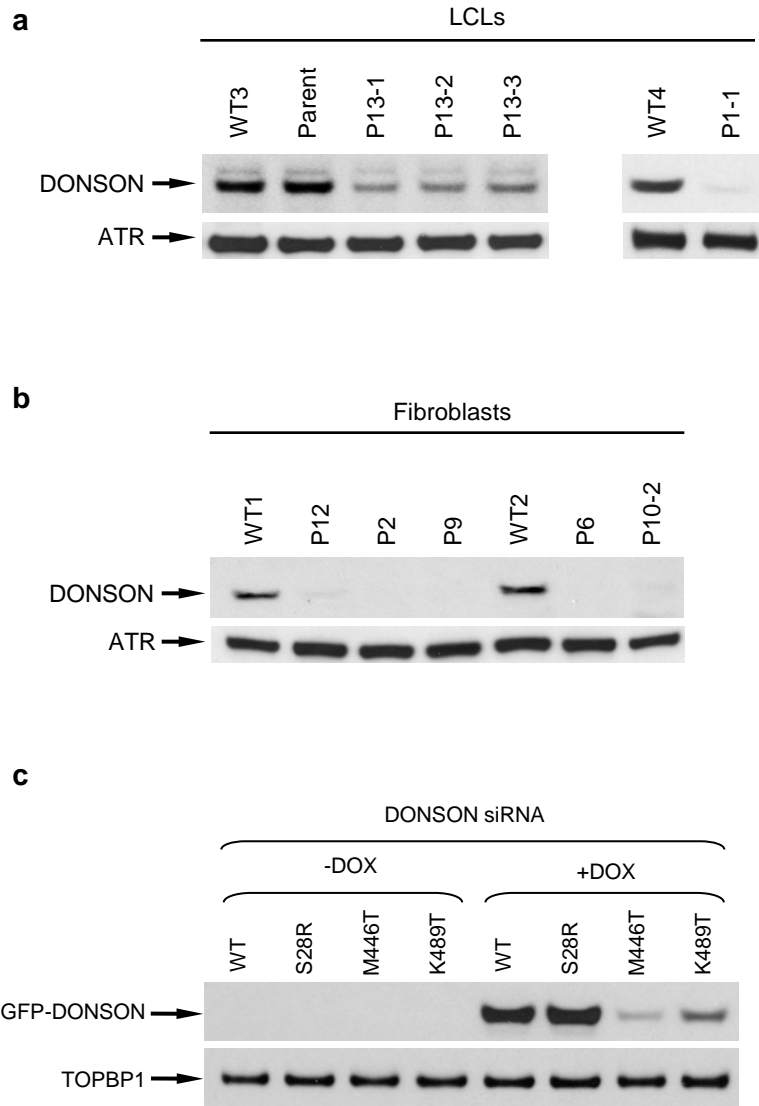 a
LCLs
WT3 Parent P13-1 P13-2 P13-3 WT4 P1-1
DONSON
ATR
b
Fibroblasts
WT1 P12 P2 P9 WT2 P6 P10-2
DONSON
ATR
c
DONSON siRNA
-DOX +DOX
WT S28R M446T K489T WT S28R M446T K489T
GFP-DONSON
TOPBP1